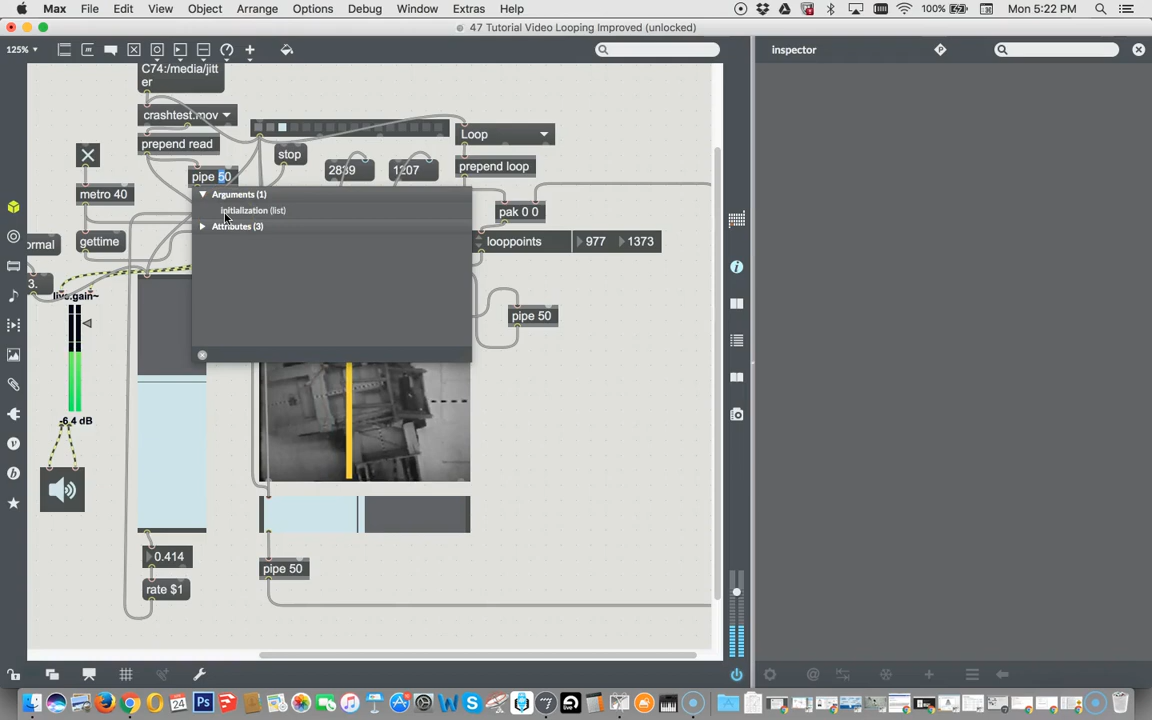 Max File Edit View Object Arrange Options Debug Window Extras Help
100% Mon 5:22 PM
47 Tutorial Video Looping Improved (unlocked)
125%
inspector
C74:/media/jitt
er
crashtest.mov
prepend read
stop
Loop
pipe 50
2839
1207
prepend loop
Arguments (1)
initialization (list)
Attributes (3)
metro 40
pak 0 0
ormal
gettime
looppoints
977
1373
3.
live.gain~
pipe 50
-6.4 dB
0.414
pipe 50
rate $1